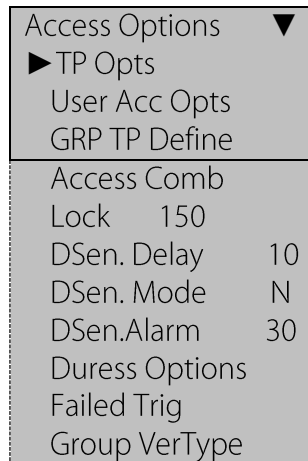 Access Options ▼
►TP Opts
User Acc Opts
GRP TP Define
Access Comb
Lock 150
DSen. Delay 10
DSen. Mode N
DSen.Alarm 30
Duress Options
Failed Trig
Group VerType